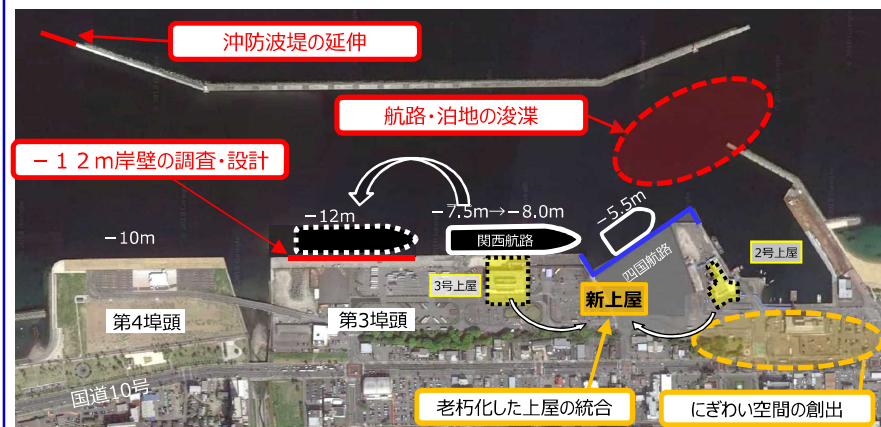 沖防波堤の延伸
航路・泊地の浚渫
－１２ｍ岸壁の調査・設計
-12m
-7.5m→-8.0m
-5.5m
-10m
関西航路
四国航路
2号上屋
3号上屋
新上屋
第4埠頭
第3埠頭
国道10号
老朽化した上屋の統合
にぎわい空間の創出